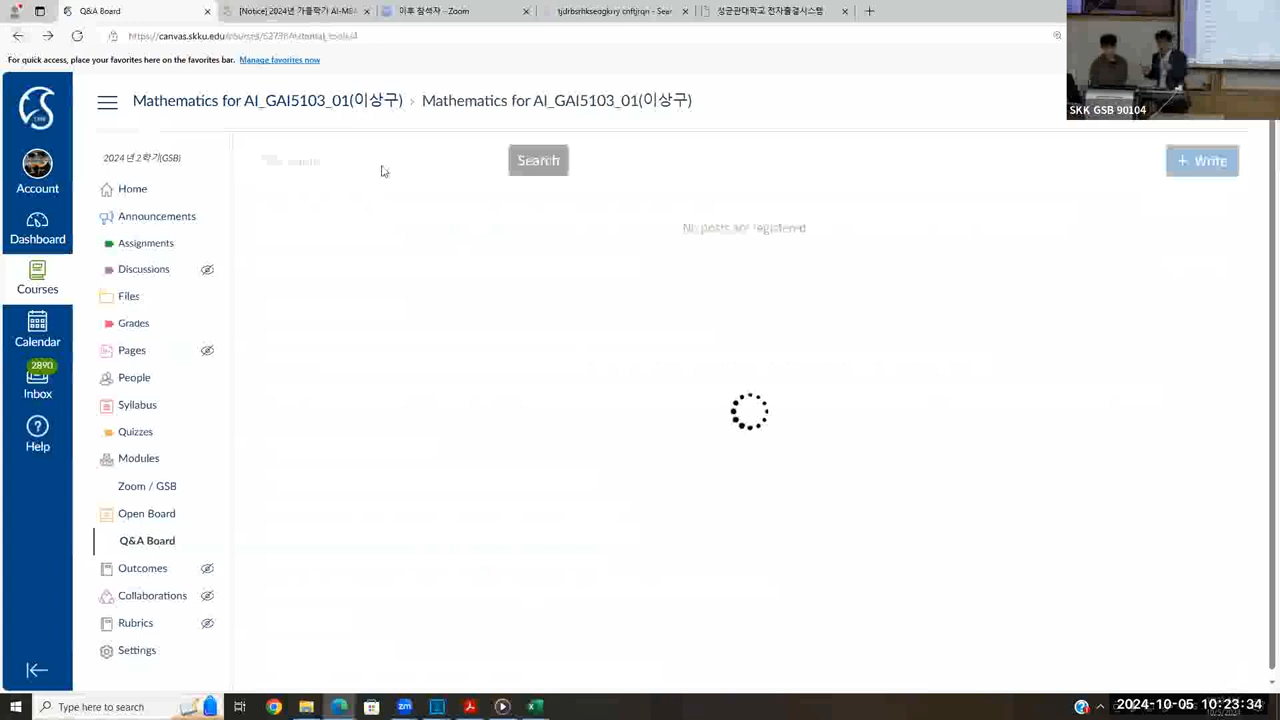 Q&A Board
[Notice] 2024년 가을학기 AI-MBA
이후 참석자 – Zoom
tjdrbsrhkseogkry cnftjrqn - Sear
성균관대학교 전자출결시스템
For quick access, place your favorites here on the favorites bar. Manage favorites now
SKK GSB 90104
Mathematics for AI_GAI5103_01(이상구) Mathematics for AI_GAI5103_01(이상구)
2024년 2학기(GSB)
Search
+ Write
Account
Dashboard
Courses
Calendar
2890
Inbox
Help
Home
Announcements
Assignments
Discussions
Files
Grades
Pages
People
Syllabus
Quizzes
Modules
Zoom / GSB
Open Board
Q&A Board
Outcomes
Collaborations
Rubrics
Settings
No posts are registered
Type here to search
2024-10-05 10:23:34